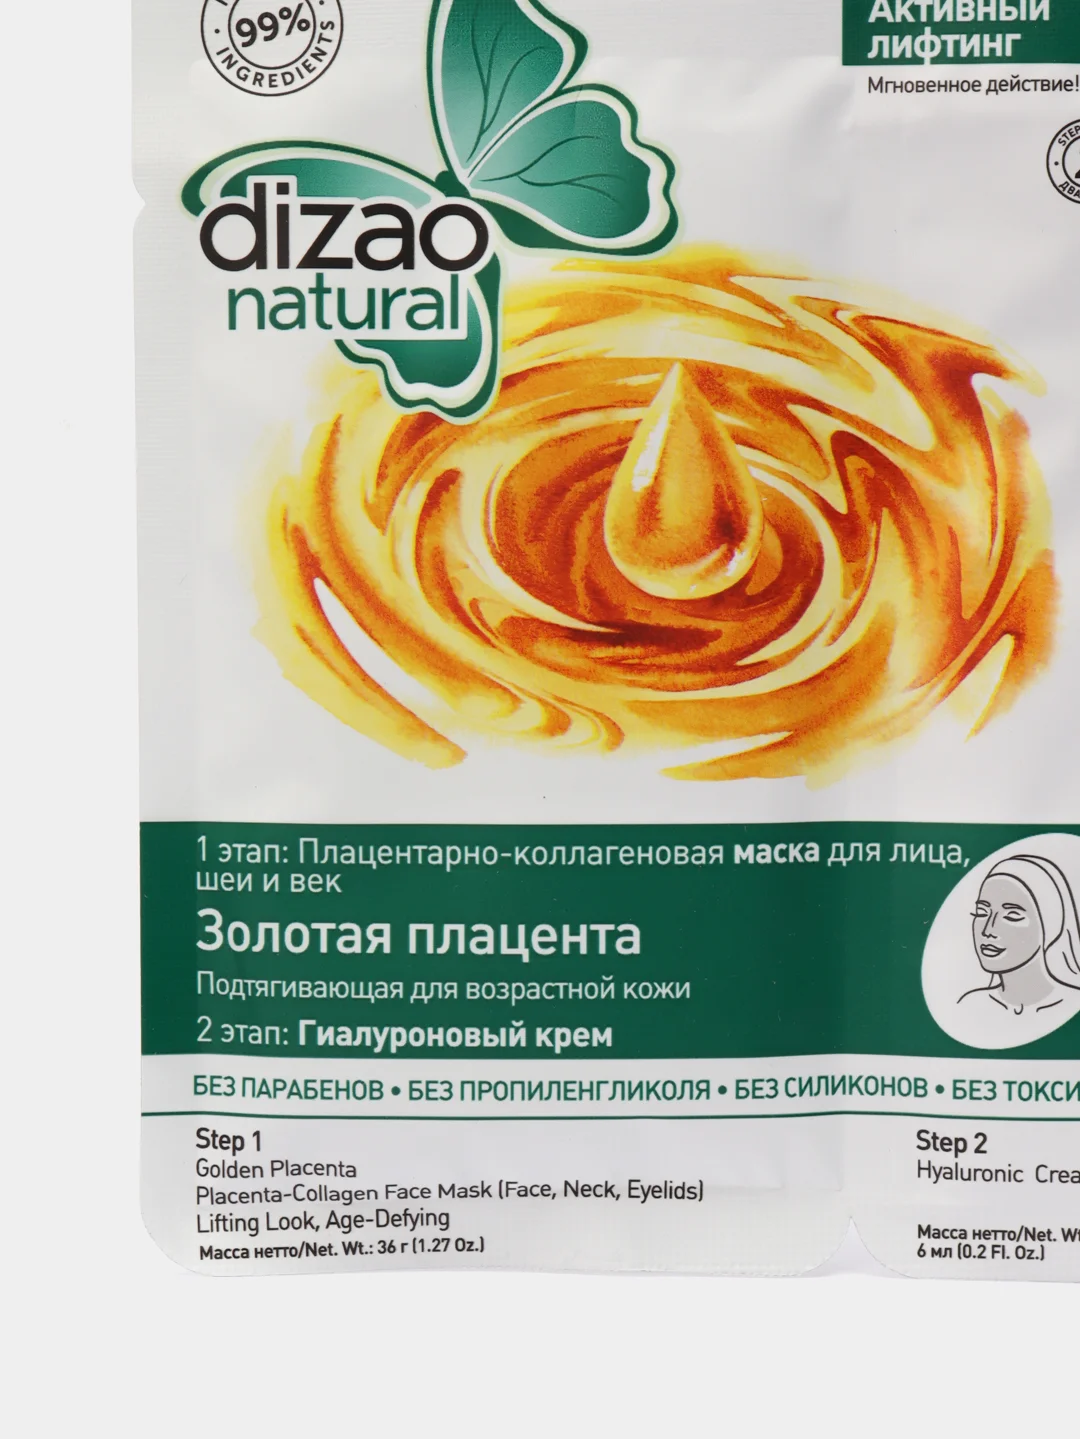 99%
INGREDIENTS
АКТИВНЫЙ
ЛИФТИНГ
Мгновенное действие!
dizao
natural
1 этап: Плацентарно-коллагеновая маска для лица,
шеи и век
Золотая плацента
Подтягивающая для возрастной кожи
2 этап: Гиалуроновый крем
БЕЗ ПАРАБЕНОВ • БЕЗ ПРОПИЛЕНГЛИКОЛЯ • БЕЗ СИЛИКОНОВ • БЕЗ ТОКСИ
Step 1
Golden Placenta
Placenta-Collagen Face Mask (Face, Neck, Eyelids)
Lifting Look, Age-Defying
Масса нетто/Net. Wt.: 36 г (1.27 Oz.)
Step 2
Hyaluronic Crea
Масса нетто/Net. Wt
6 мл (0.2 Fl. Oz.)